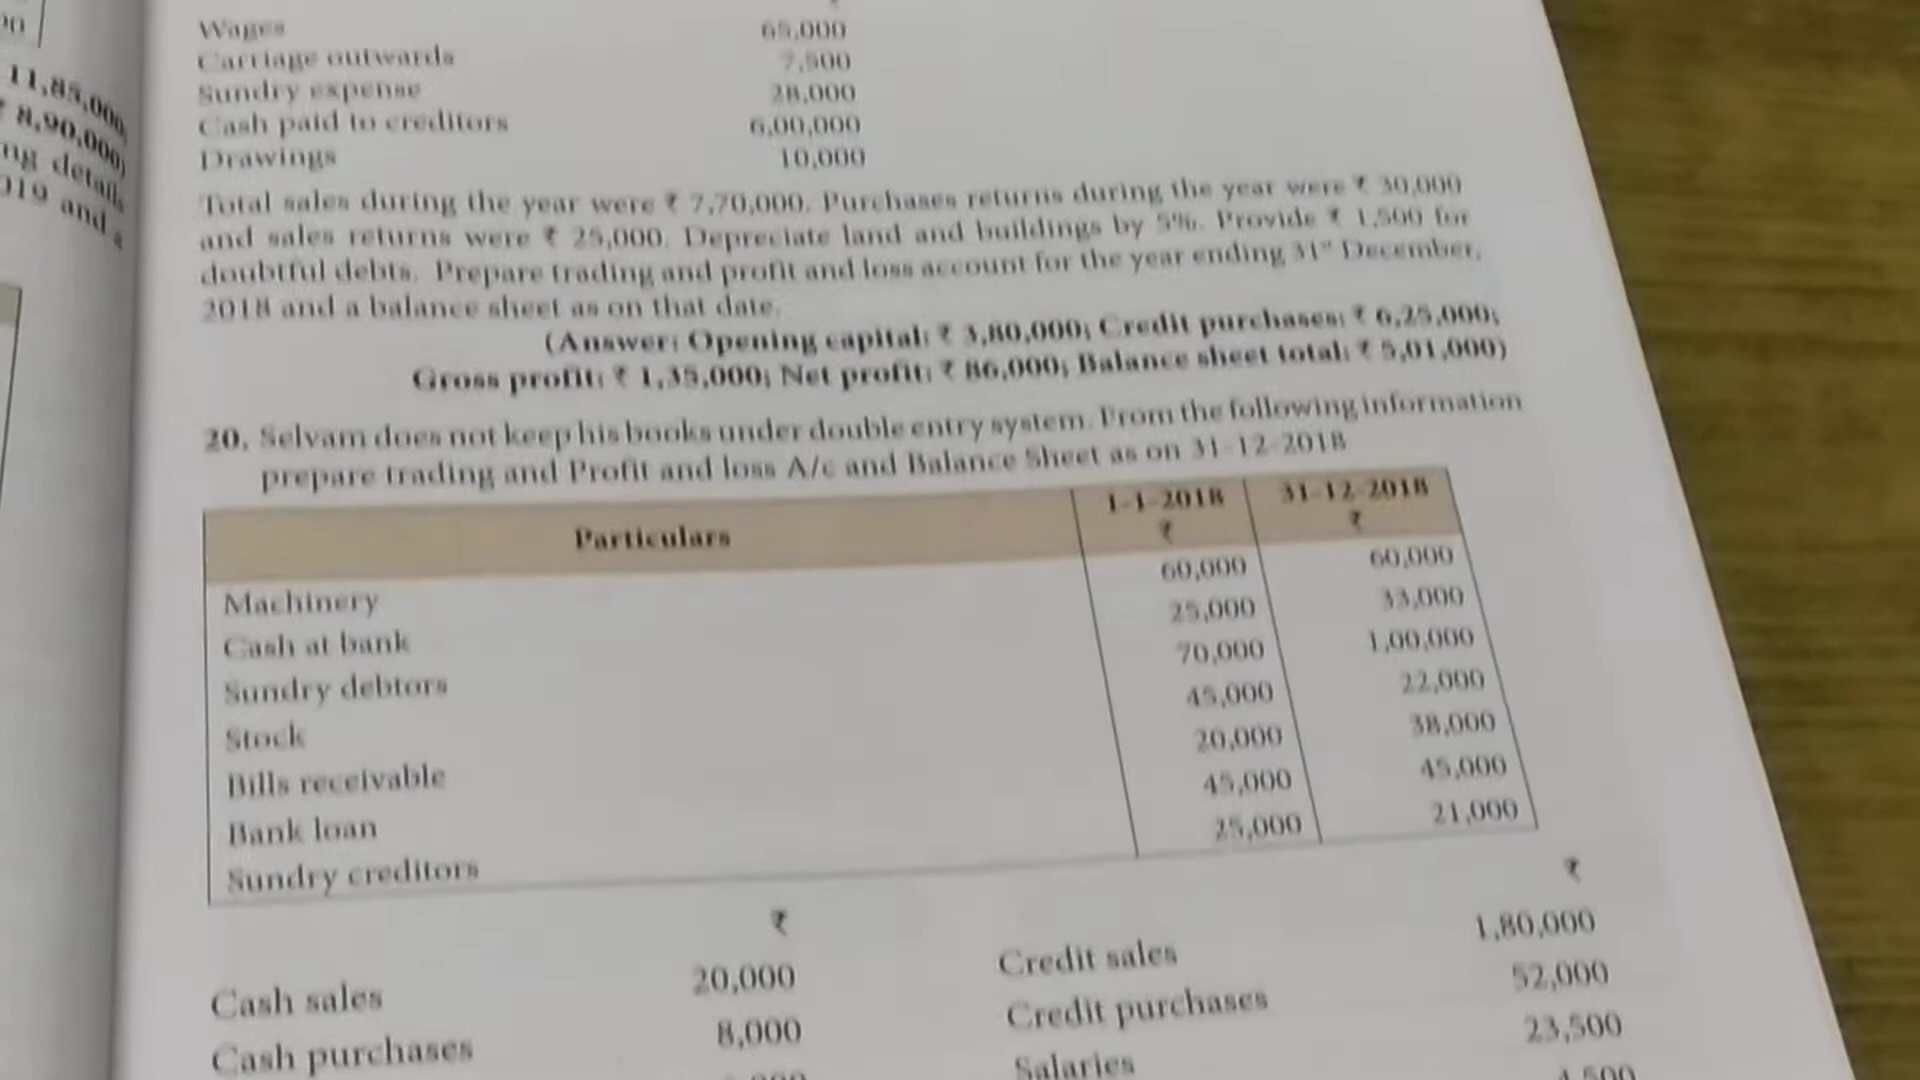 11,85,000
₹ 8,90,000)
ng details
019 and a
Wages 65,000
Carriage outwards 7,500
Sundry expense 28,000
Cash paid to creditors 6,00,000
Drawings 10,000
Total sales during the year were ₹ 7,70,000. Purchases returns during the year were ₹ 30,000
and sales returns were ₹ 25,000. Depreciate land and buildings by 5%. Provide ₹ 1,500 for
doubtful debts. Prepare trading and profit and loss account for the year ending 31st December,
2018 and a balance sheet as on that date.
(Answer: Opening capital: ₹ 3,80,000; Credit purchases: ₹ 6,25,000;
Gross profit: ₹ 1,35,000; Net profit: ₹ 86,000; Balance sheet total: ₹ 5,01,000)
20. Selvam does not keep his books under double entry system. From the following information
prepare trading and Profit and loss A/c and Balance Sheet as on 31-12-2018
Particulars 1-1-2018 ₹ 31-12-2018 ₹
Machinery 60,000 60,000
Cash at bank 25,000 33,000
Sundry debtors 70,000 1,00,000
Stock 45,000 22,000
Bills receivable 20,000 38,000
Bank loan 45,000 45,000
Sundry creditors 25,000 21,000
₹ ₹
Cash sales 20,000 Credit sales 1,80,000
Cash purchases 8,000 Credit purchases 52,000
Salaries 23,500
4,500